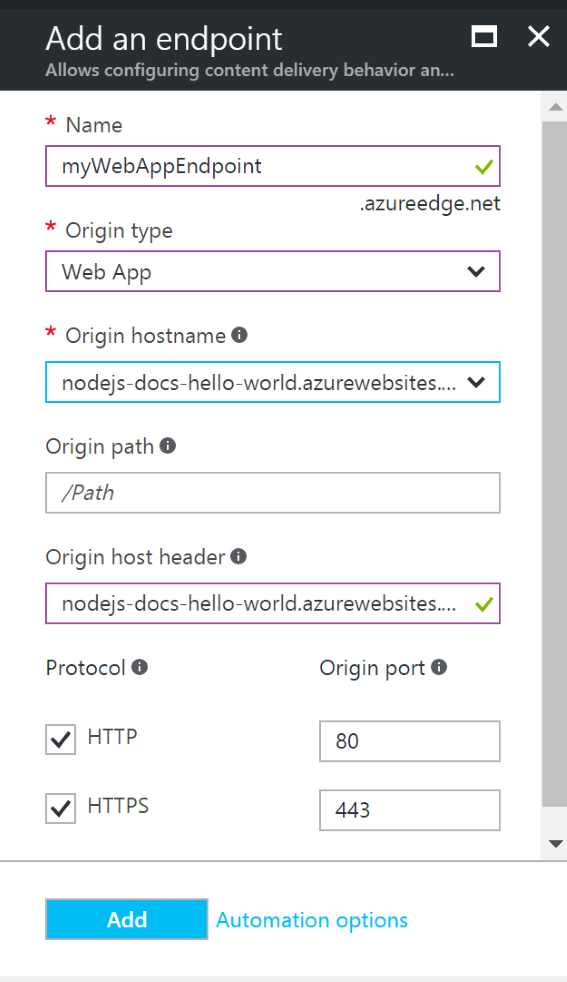 Add an endpoint
Allows configuring content delivery behavior an...
* Name
myWebAppEndpoint
.azureedge.net
* Origin type
Web App
* Origin hostname
nodejs-docs-hello-world.azurewebsites....
Origin path
/Path
Origin host header
nodejs-docs-hello-world.azurewebsites....
Protocol Origin port
HTTP 80
HTTPS 443
Add Automation options